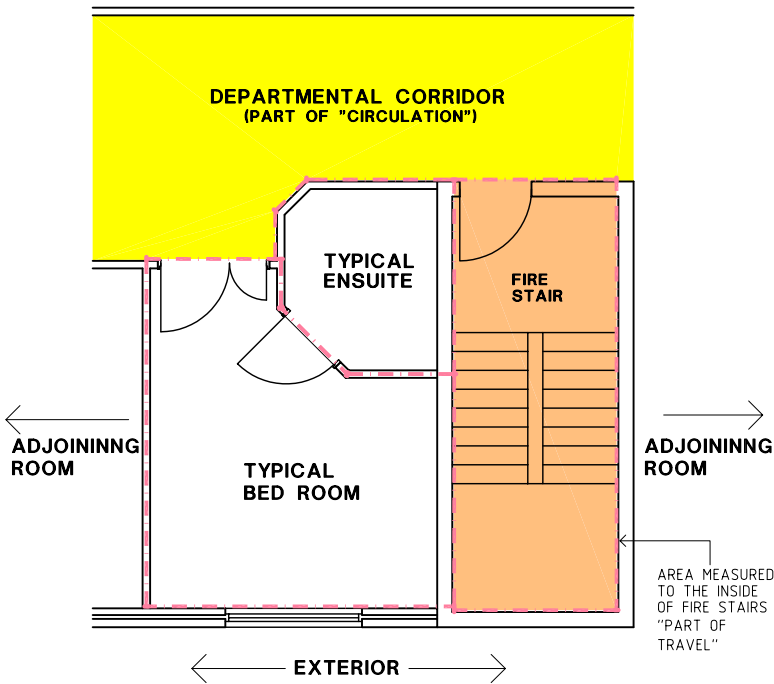 DEPARTMENTAL CORRIDOR
(PART OF "CIRCULATION")
TYPICAL
ENSUITE
FIRE
STAIR
ADJOININNG
ROOM
ADJOINING
ROOM
TYPICAL
BED ROOM
AREA MEASURED
TO THE INSIDE
OF FIRE STAIRS
"PART OF
TRAVEL"
EXTERIOR